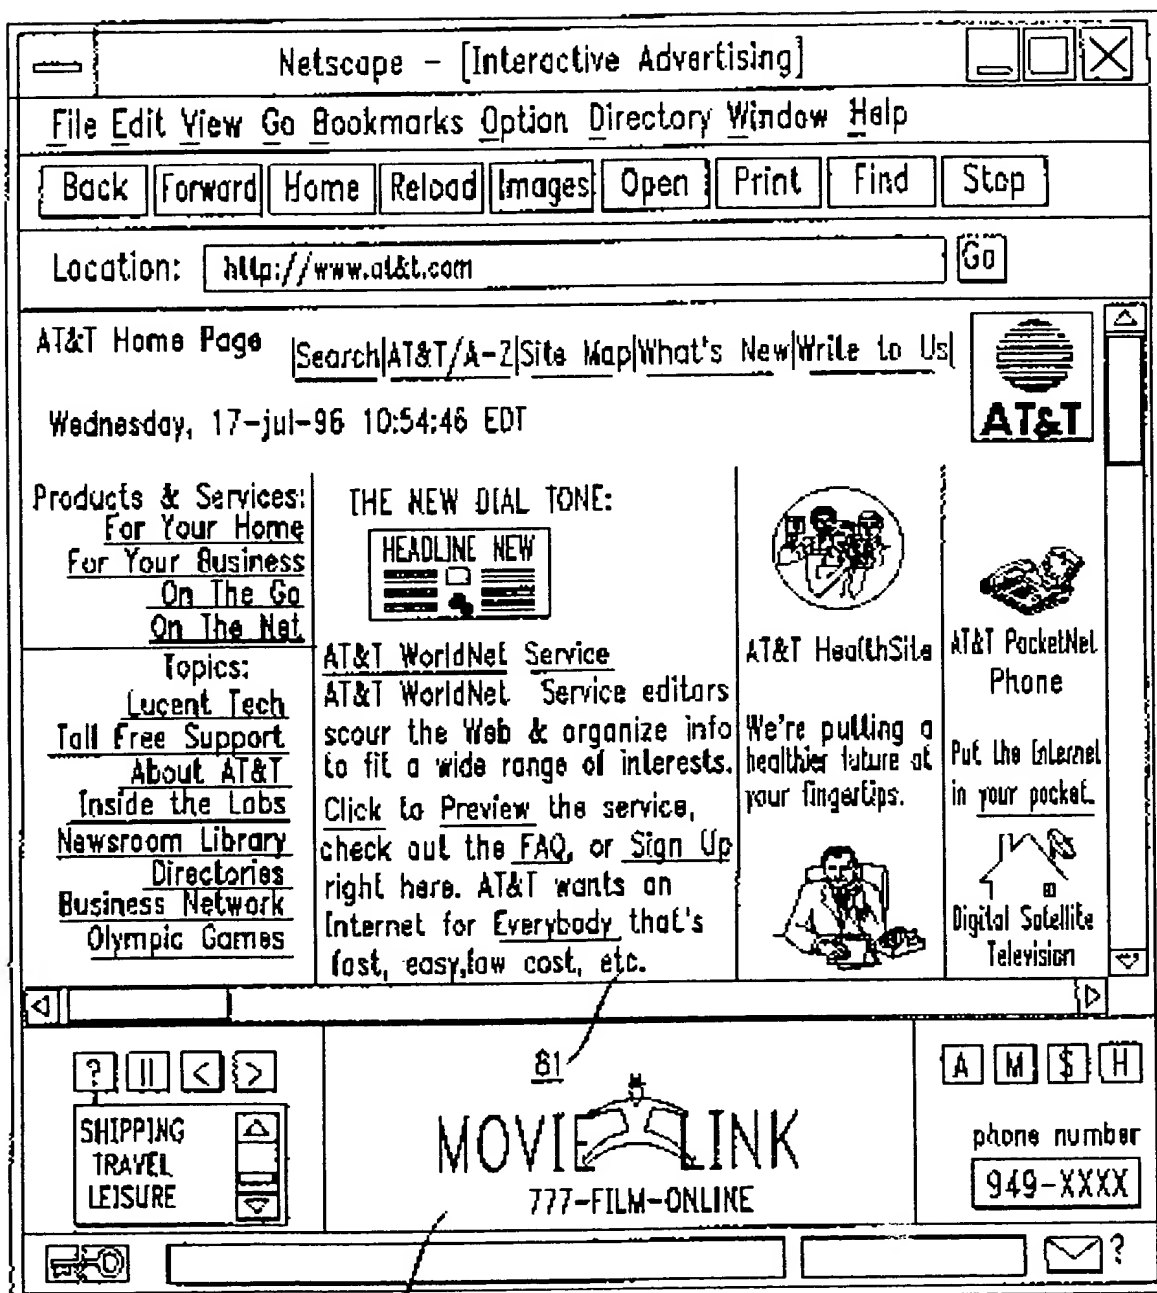 Netscape - [Interactive Advertising]
File Edit View Go Bookmarks Option Directory Window Help
Back Forward Home Reload Images Open Print Find Stop
Location: http://www.at&t.com Go
AT&T Home Page |Search|AT&T/A-Z|Site Map|What's New|Write to Us|
AT&T
Wednesday, 17-jul-96 10:54:46 EDT
Products & Services:
For Your Home
For Your Business
On The Go
On The Net
Topics:
Lucent Tech
Toll Free Support
About AT&T
Inside the Labs
Newsroom Library
Directories
Business Network
Olympic Games
THE NEW DIAL TONE:
HEADLINE NEW
AT&T WorldNet Service
AT&T WorldNet Service editors
scour the Web & organize info
to fit a wide range of interests.
Click to Preview the service,
check out the FAQ, or Sign Up
right here. AT&T wants an
Internet for Everybody that's
fast, easy,low cost, etc.
AT&T HealthSite
We're putting a
healthier future at
your fingertips.
AT&T PocketNet
Phone
Put the Internet
in your pocket.
Digital Satellite
Television
? || < >
SHIPPING
TRAVEL
LEISURE
61
MOVIE LINK
777-FILM-ONLINE
A M $ H
phone number
949-XXXX
?